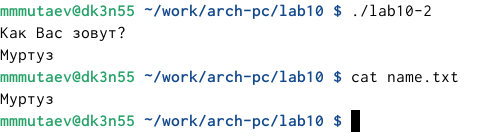 mmmutaev@dk3n55 ~/work/arch-pc/lab10 $ ./lab10-2
Как Вас зовут?
Муртуз
mmmutaev@dk3n55 ~/work/arch-pc/lab10 $ cat name.txt
Муртуз
mmmutaev@dk3n55 ~/work/arch-pc/lab10 $